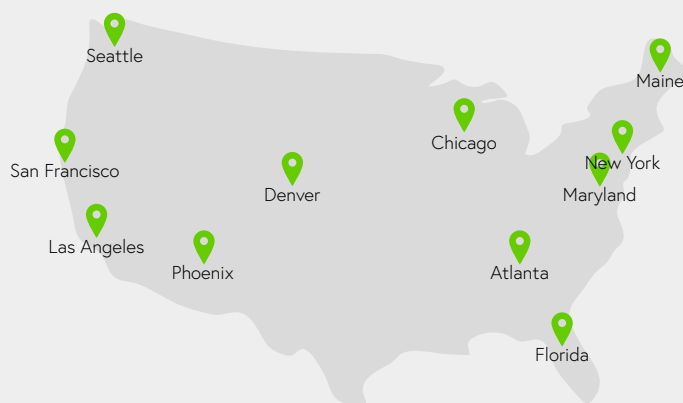 Seattle
Maine
Chicago
New York
San Francisco
Denver
Maryland
Las Angeles
Phoenix
Atlanta
Florida